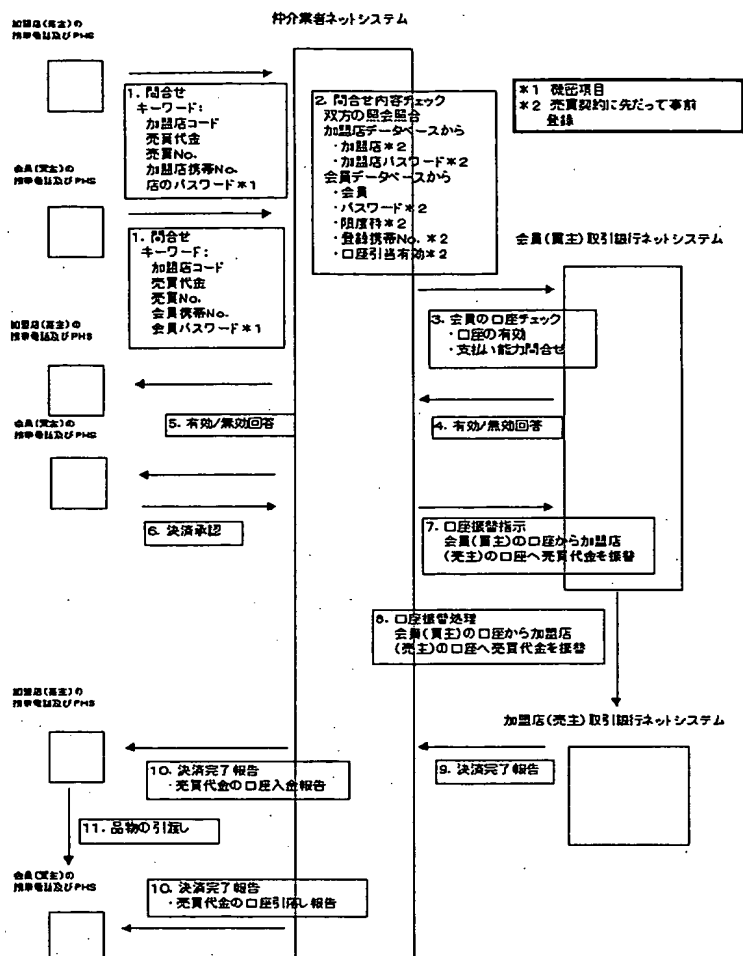 仲介業者ネットシステム
加盟店(売主)の
携帯電話及びPHS
1. 問合せ
キーワード:
加盟店コード
売買代金
売買No.
加盟店携帯No.
店のパスワード*1
2. 問合せ内容チェック
双方の照会照合
加盟店データベースから
・加盟店*2
・加盟店パスワード*2
会員データベースから
・会員
・パスワード*2
・限度枠*2
・登録携帯No. *2
・口座引当有効*2
*1 機密項目
*2 売買契約に先だって事前
登録
会員(買主)の
携帯電話及びPHS
1. 問合せ
キーワード:
加盟店コード
売買代金
売買No.
会員携帯No.
会員パスワード*1
会員(買主)取引銀行ネットシステム
3. 会員の口座チェック
・口座の有効
・支払い能力問合せ
加盟店(売主)の
携帯電話及びPHS
5. 有効/無効回答
4. 有効/無効回答
会員(買主)の
携帯電話及びPHS
6. 決済承認
7. 口座振替指示
会員(買主)の口座から加盟店
(売主)の口座へ売買代金を振替
8. 口座振替処理
会員(買主)の口座から加盟店
(売主)の口座へ売買代金を振替
加盟店(売主)の
携帯電話及びPHS
加盟店(売主)取引銀行ネットシステム
10. 決済完了報告
・売買代金の口座入金報告
9. 決済完了報告
11. 品物の引渡し
会員(買主)の
携帯電話及びPHS
10. 決済完了報告
・売買代金の口座引落し報告